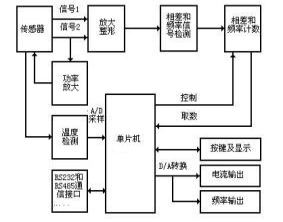 传感器
信号1
信号2
放大
整形
相差和
频率信
号检测
相差和
频率计数
功率
放大
A/D
采样
控制
取数
温度
检测
单片机
按键及显示
D/A转换
电流输出
频率输出
RS232和
RS485通
信接口
.....